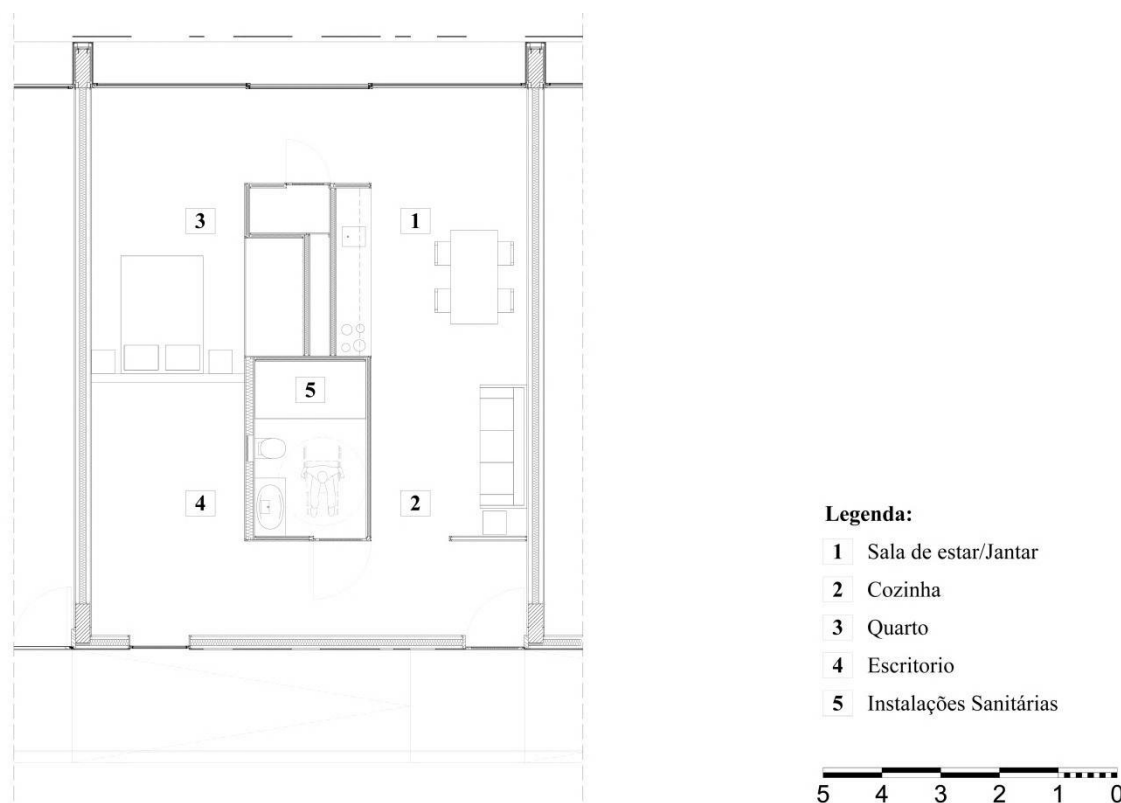 3
1
5
4
2
Legenda:
1 Sala de estar/Jantar
2 Cozinha
3 Quarto
4 Escritorio
5 Instalações Sanitárias
5 4 3 2 1 0